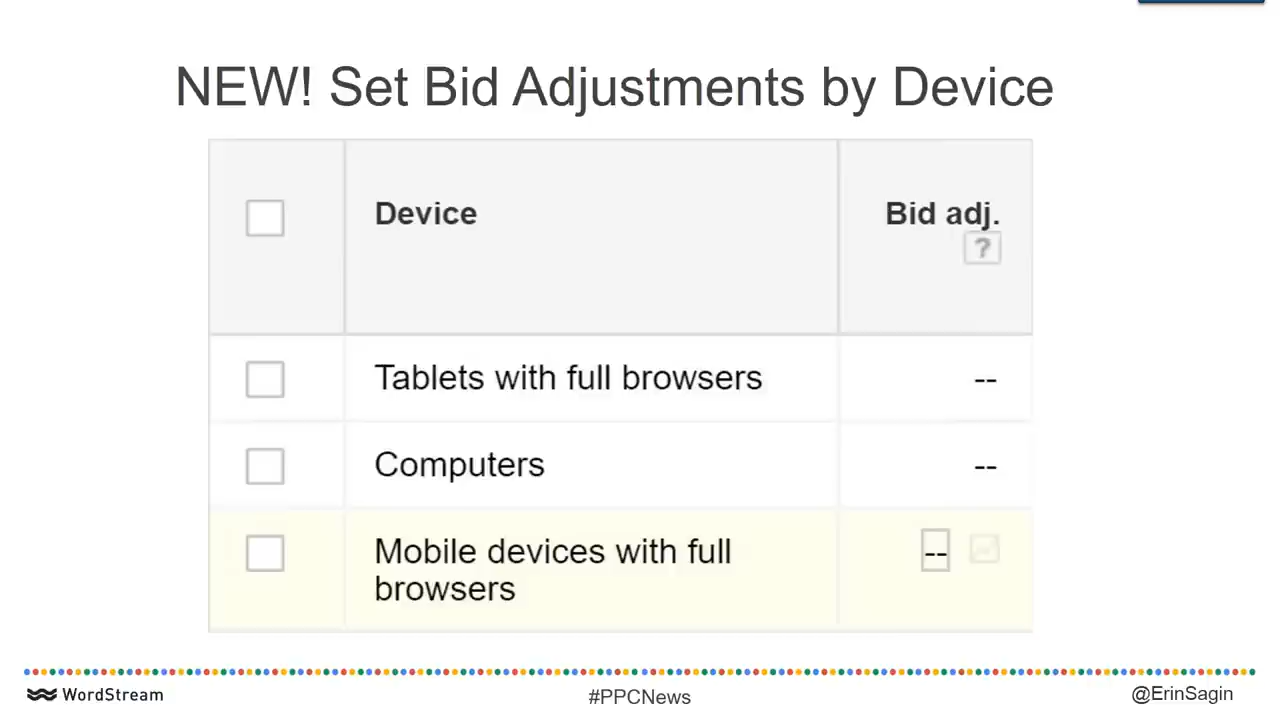 NEW! Set Bid Adjustments by Device
Device
Bid adj.
?
Tablets with full browsers
--
Computers
--
Mobile devices with full
browsers
--
WordStream
#PPCNews
@ErinSagin